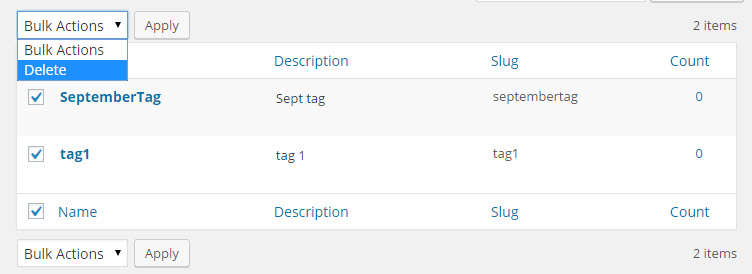 Bulk Actions Apply 2 items
Bulk Actions
Delete
Description Slug Count
SeptemberTag Sept tag septembertag 0
tag1 tag 1 tag1 0
Name Description Slug Count
Bulk Actions Apply 2 items